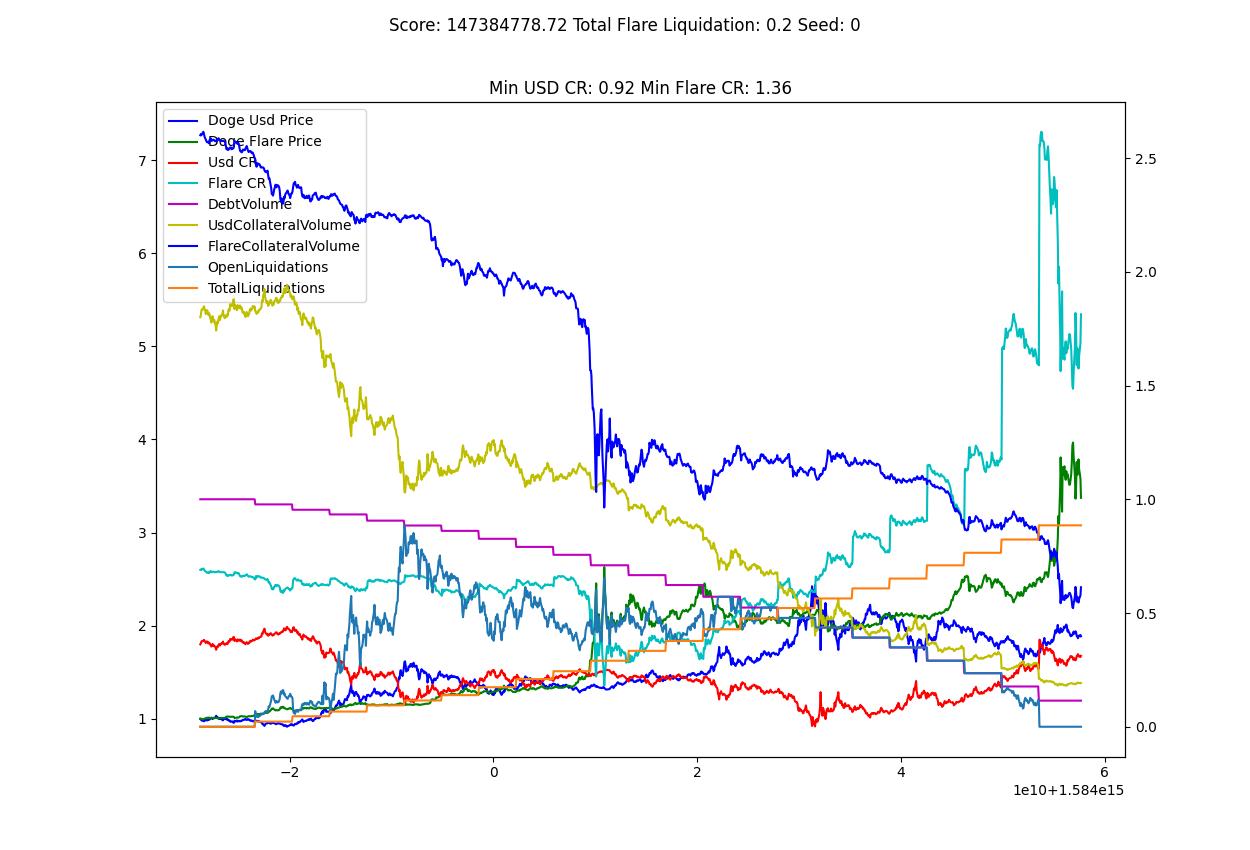 Score: 147384778.72 Total Flare Liquidation: 0.2 Seed: 0
Min USD CR: 0.92 Min Flare CR: 1.36
Doge Usd Price
Doge Flare Price
Usd CR
Flare CR
DebtVolume
UsdCollateralVolume
FlareCollateralVolume
OpenLiquidations
TotalLiquidations
7
6
5
4
3
2
1
2.5
2.0
1.5
1.0
0.5
0.0
−2 0 2 4 6
1e10+1.584e15